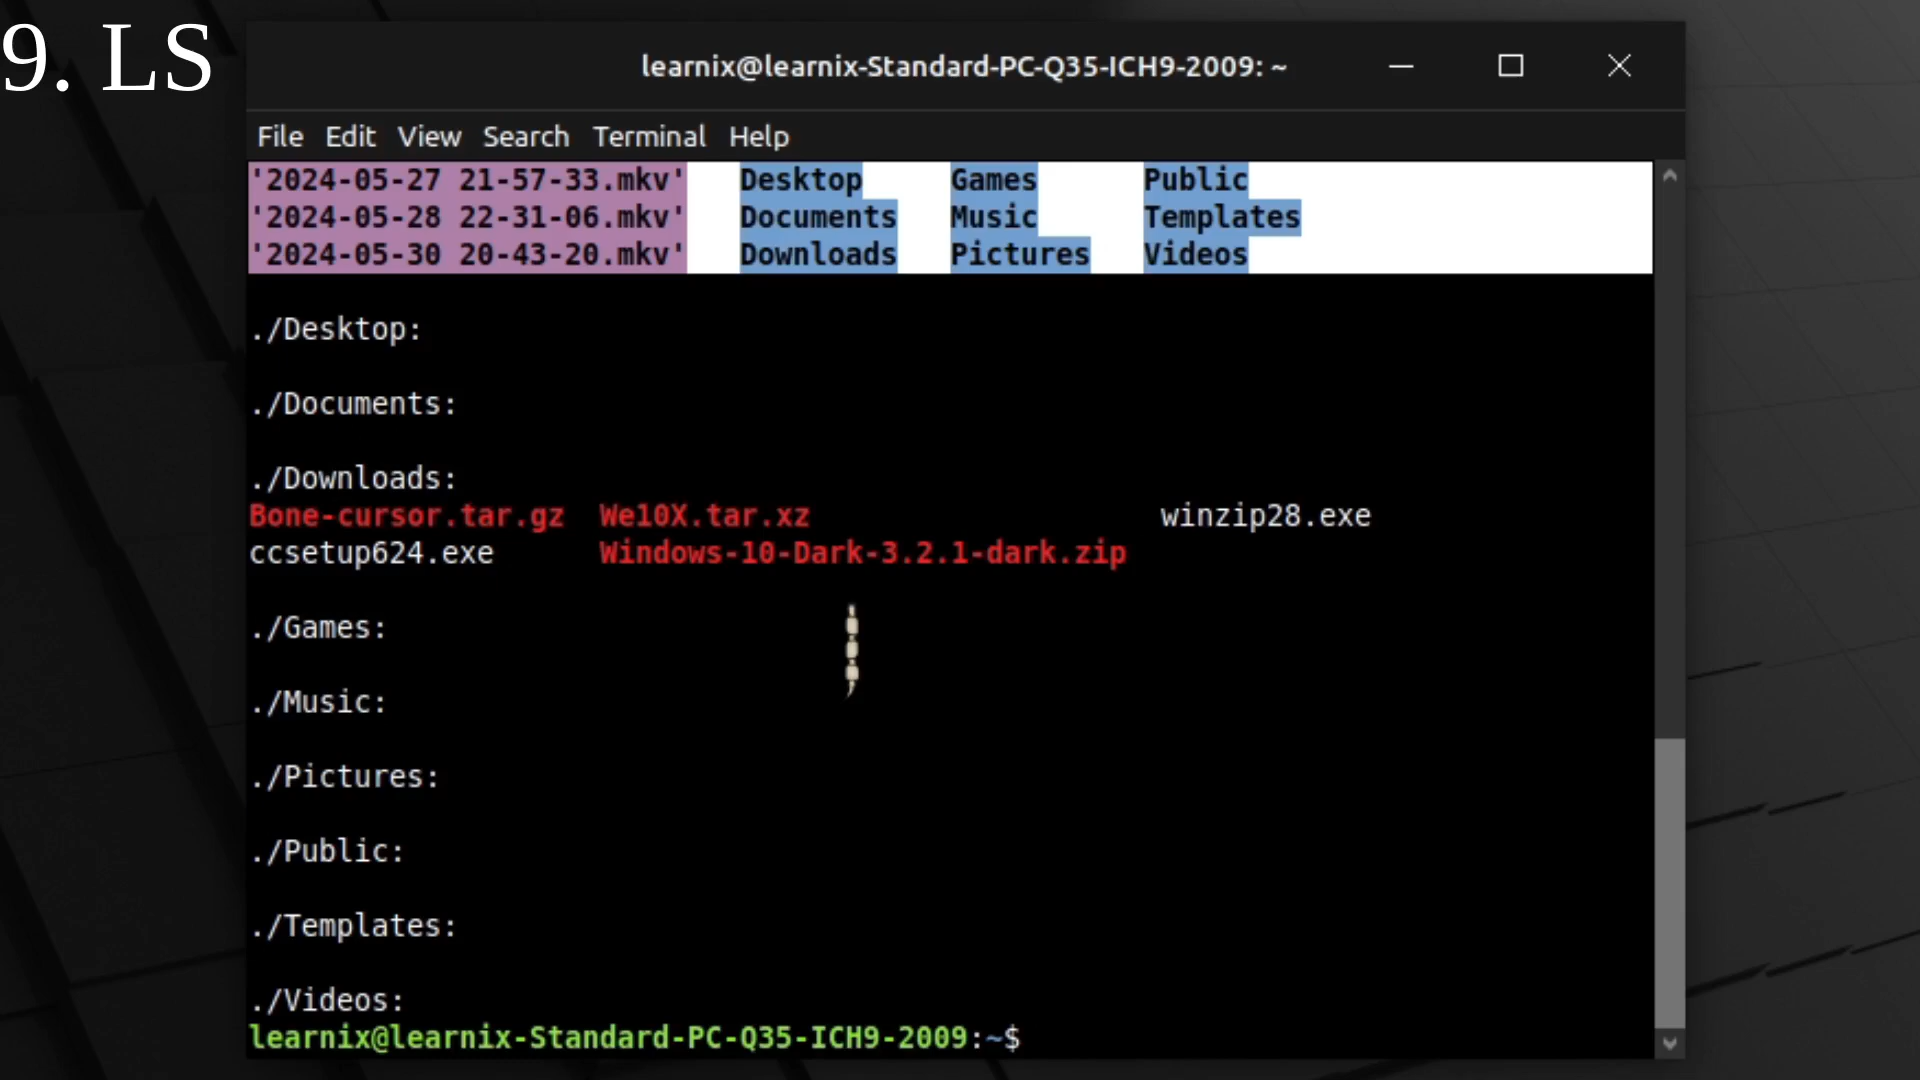 9. LS
learnix@learnix-Standard-PC-Q35-ICH9-2009: ~
File Edit View Search Terminal Help
'2024-05-27 21-57-33.mkv' Desktop Games Public
'2024-05-28 22-31-06.mkv' Documents Music Templates
'2024-05-30 20-43-20.mkv' Downloads Pictures Videos
./Desktop:
./Documents:
./Downloads:
Bone-cursor.tar.gz We10X.tar.xz winzip28.exe
ccsetup624.exe Windows-10-Dark-3.2.1-dark.zip
./Games:
./Music:
./Pictures:
./Public:
./Templates:
./Videos:
learnix@learnix-Standard-PC-Q35-ICH9-2009:~$